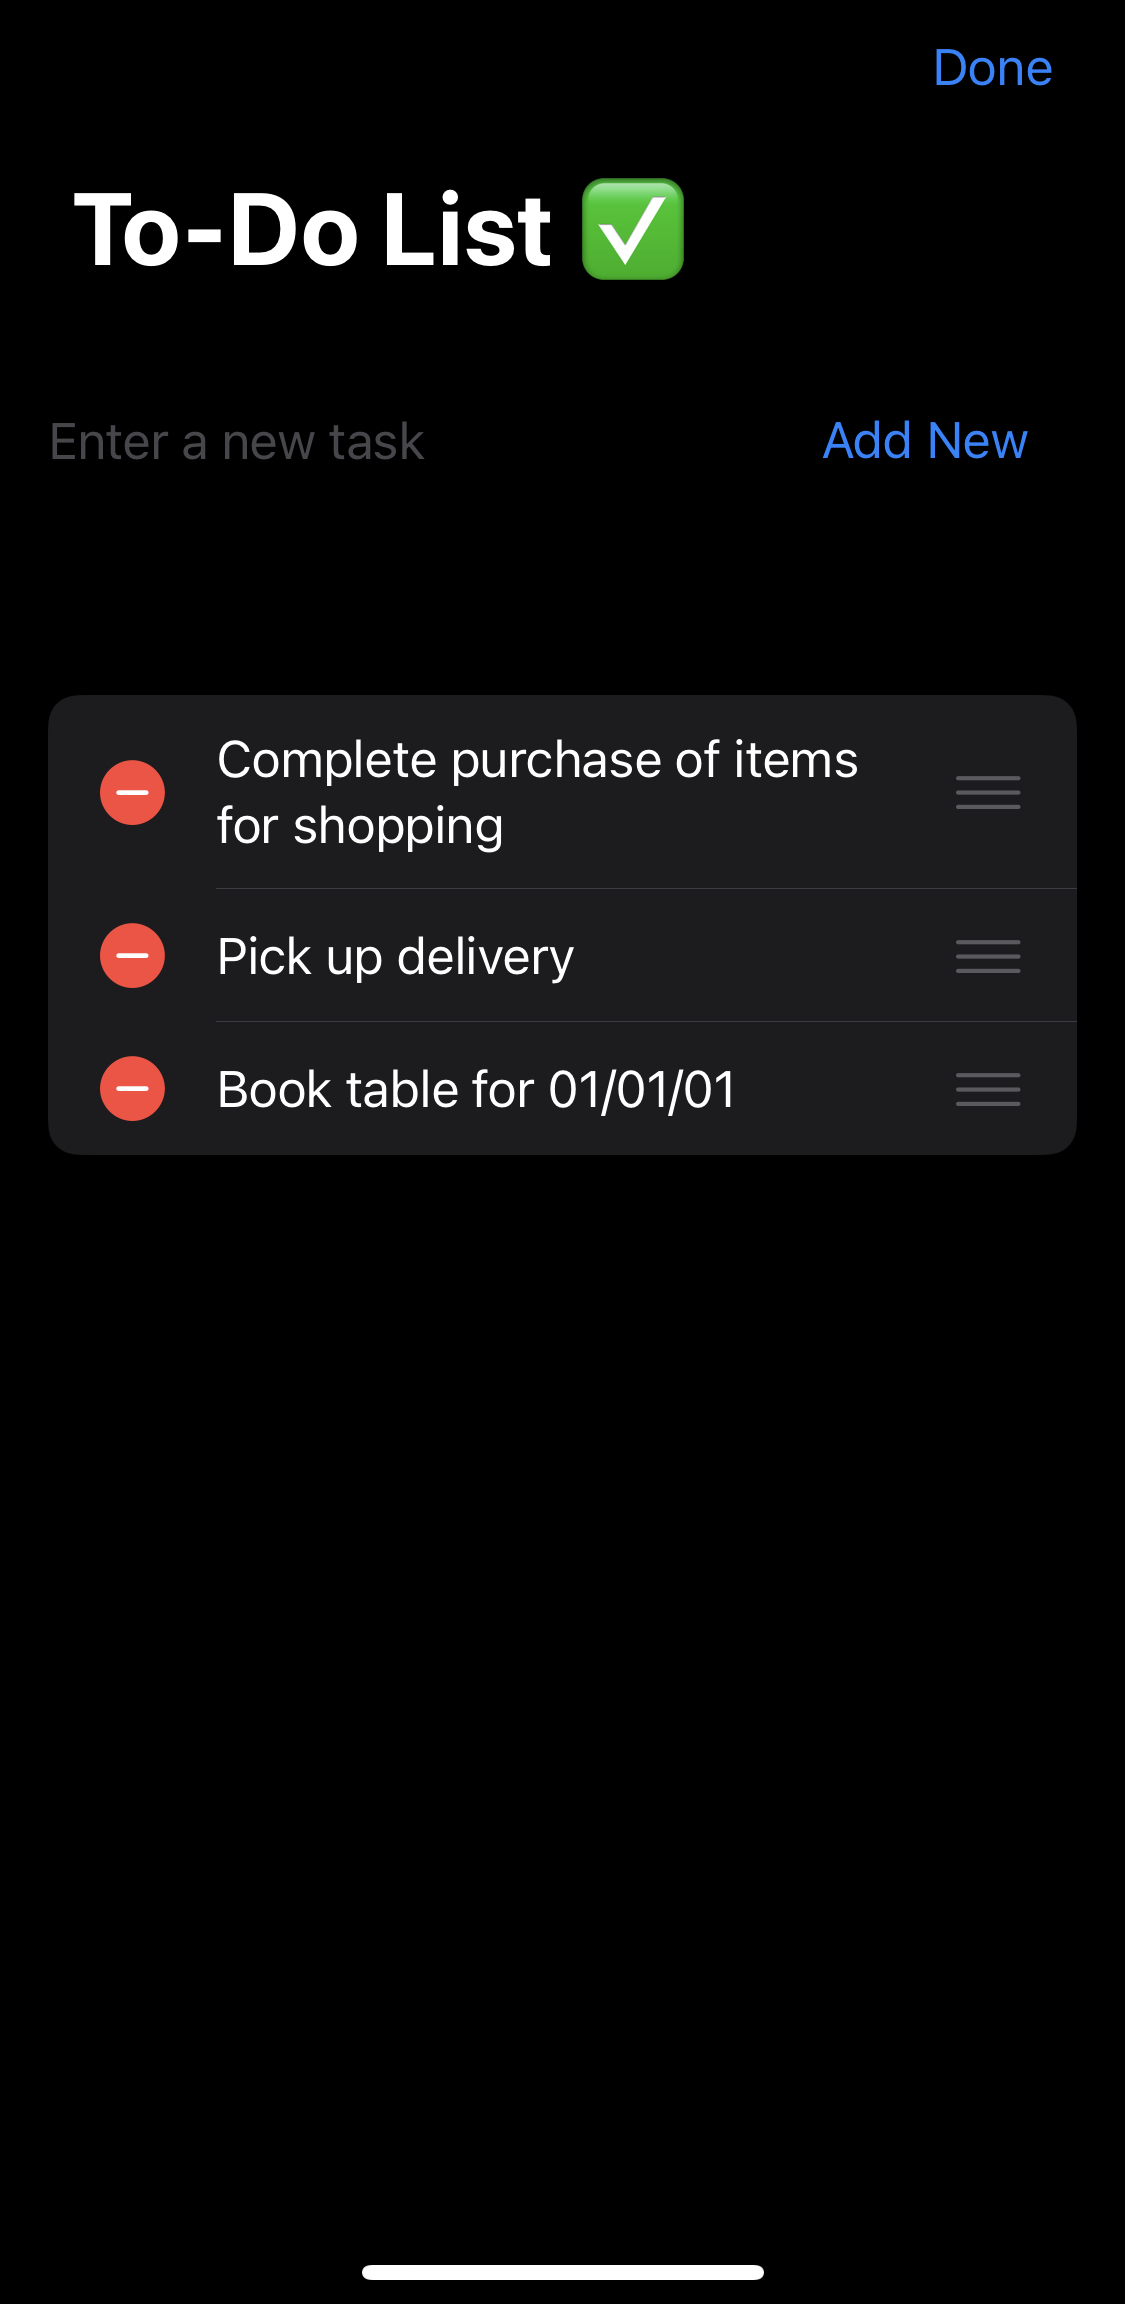 Done
To-Do List ✅
Enter a new task
Add New
Complete purchase of items
for shopping
Pick up delivery
Book table for 01/01/01